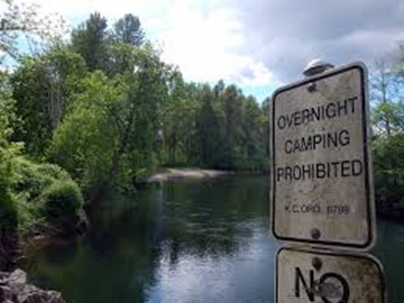 OVERNIGHT
CAMPING
PROHIBITED
K.C.ORD. 6798
NO